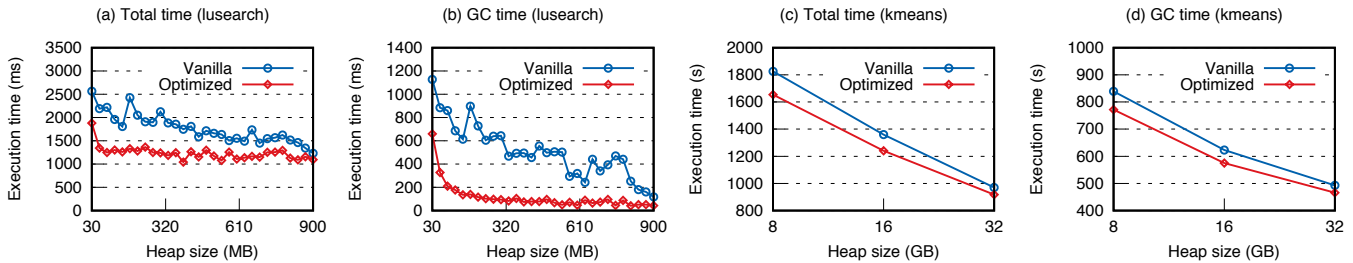 (a) Total time (lusearch)
Execution time (ms)
3500
3000
2500
2000
1500
1000
500
0
Vanilla
Optimized
30
320
610
900
Heap size (MB)
(b) GC time (lusearch)
Execution time (ms)
1400
1200
1000
800
600
400
200
0
Vanilla
Optimized
30
320
610
900
Heap size (MB)
(c) Total time (kmeans)
Execution time (s)
2000
1800
1600
1400
1200
1000
800
Vanilla
Optimized
8
16
32
Heap size (GB)
(d) GC time (kmeans)
Execution time (s)
1000
900
800
700
600
500
400
Vanilla
Optimized
8
16
32
Heap size (GB)